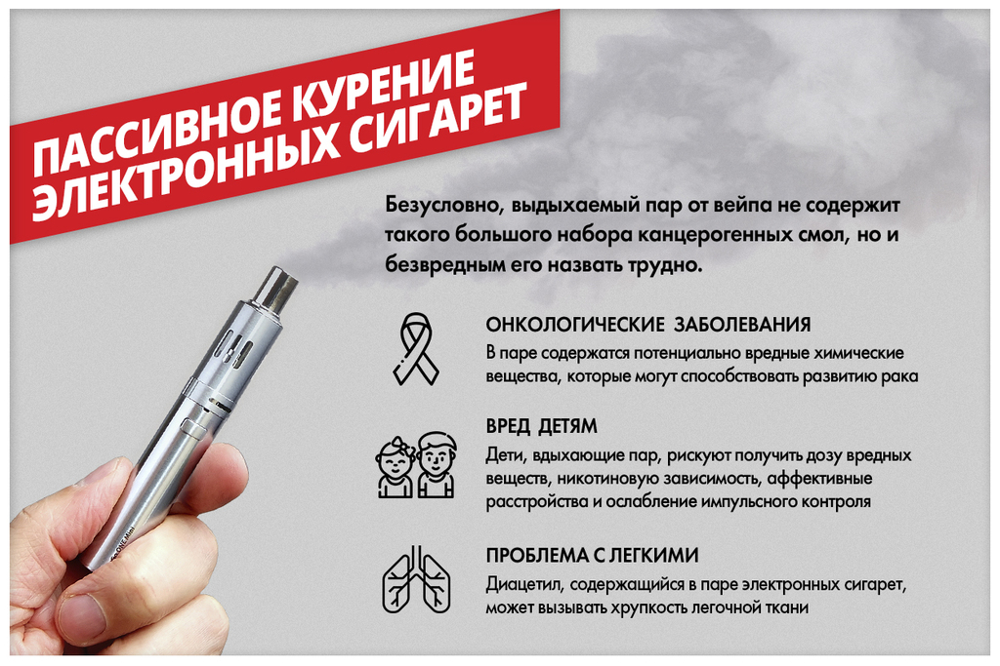 ПАССИВНОЕ КУРЕНИЕ
ЭЛЕКТРОННЫХ СИГАРЕТ
Безусловно, выдыхаемый пар от вейпа не содержит
такого большого набора канцерогенных смол, но и
безвредным его назвать трудно.
ОНКОЛОГИЧЕСКИЕ ЗАБОЛЕВАНИЯ
В паре содержатся потенциально вредные химические
вещества, которые могут способствовать развитию рака
ВРЕД ДЕТЯМ
Дети, вдыхающие пар, рискуют получить дозу вредных
веществ, никотиновую зависимость, аффективные
расстройства и ослабление импульсного контроля
ПРОБЛЕМА С ЛЕГКИМИ
Диацетил, содержащийся в паре электронных сигарет,
может вызывать хрупкость легочной ткани
ONE Mini